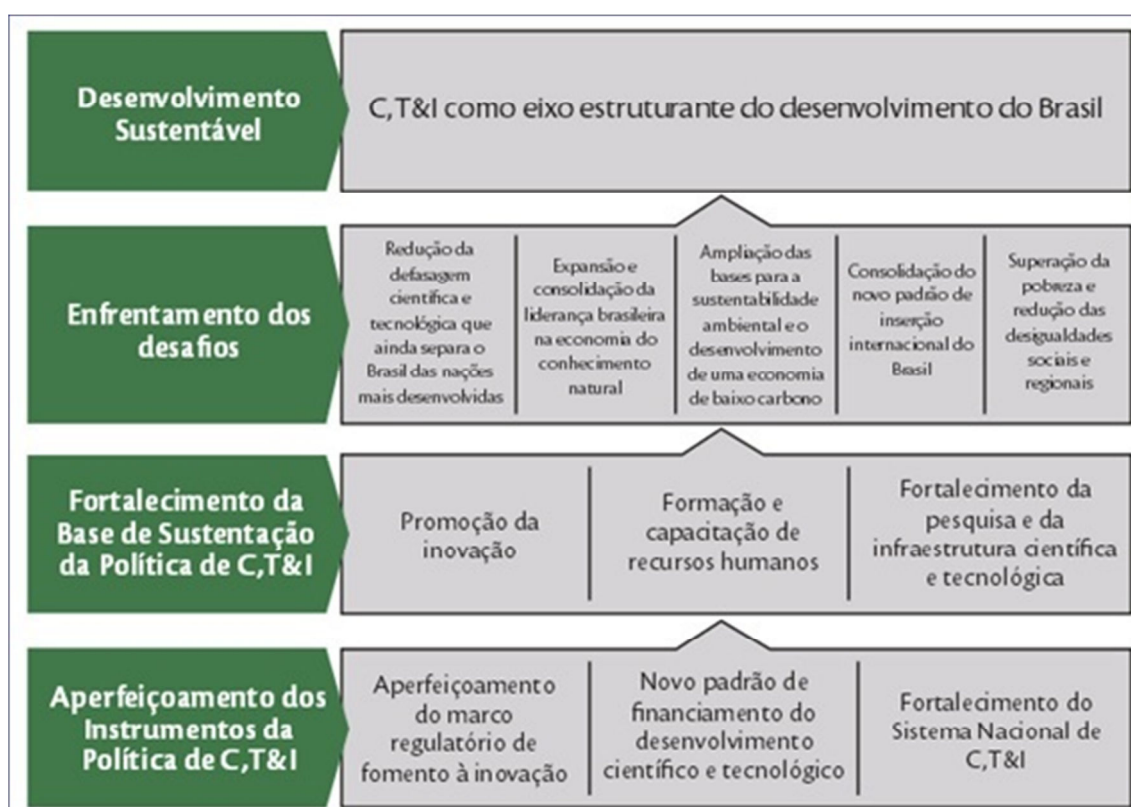 Desenvolvimento
Sustentável
C,T&I como eixo estruturante do desenvolvimento do Brasil
Enfrentamento dos
desafios
Redução da
defasagem
científica e
tecnológica que
ainda separa o
Brasil das nações
mais desenvolvidas
Expansão e
consolidação da
liderança brasileira
na economia do
conhecimento
natural
Ampliação das
bases para a
sustentabilidade
ambiental e o
desenvolvimento
de uma economia
de baixo carbono
Consolidação do
novo padrão de
inserção
internacional do
Brasil
Superação da
pobreza e
redução das
desigualdades
sociais e
regionais
Fortalecimento da
Base de Sustentação
da Política de C,T&I
Promoção da
inovação
Formação e
capacitação de
recursos humanos
Fortalecimento da
pesquisa e da
infraestrutura científica
e tecnológica
Aperfeiçoamento dos
Instrumentos da
Política de C,T&I
Aperfeiçoamento
do marco
regulatório de
fomento à inovação
Novo padrão de
financiamento do
desenvolvimento
científico e tecnológico
Fortalecimento do
Sistema Nacional de
C,T&I